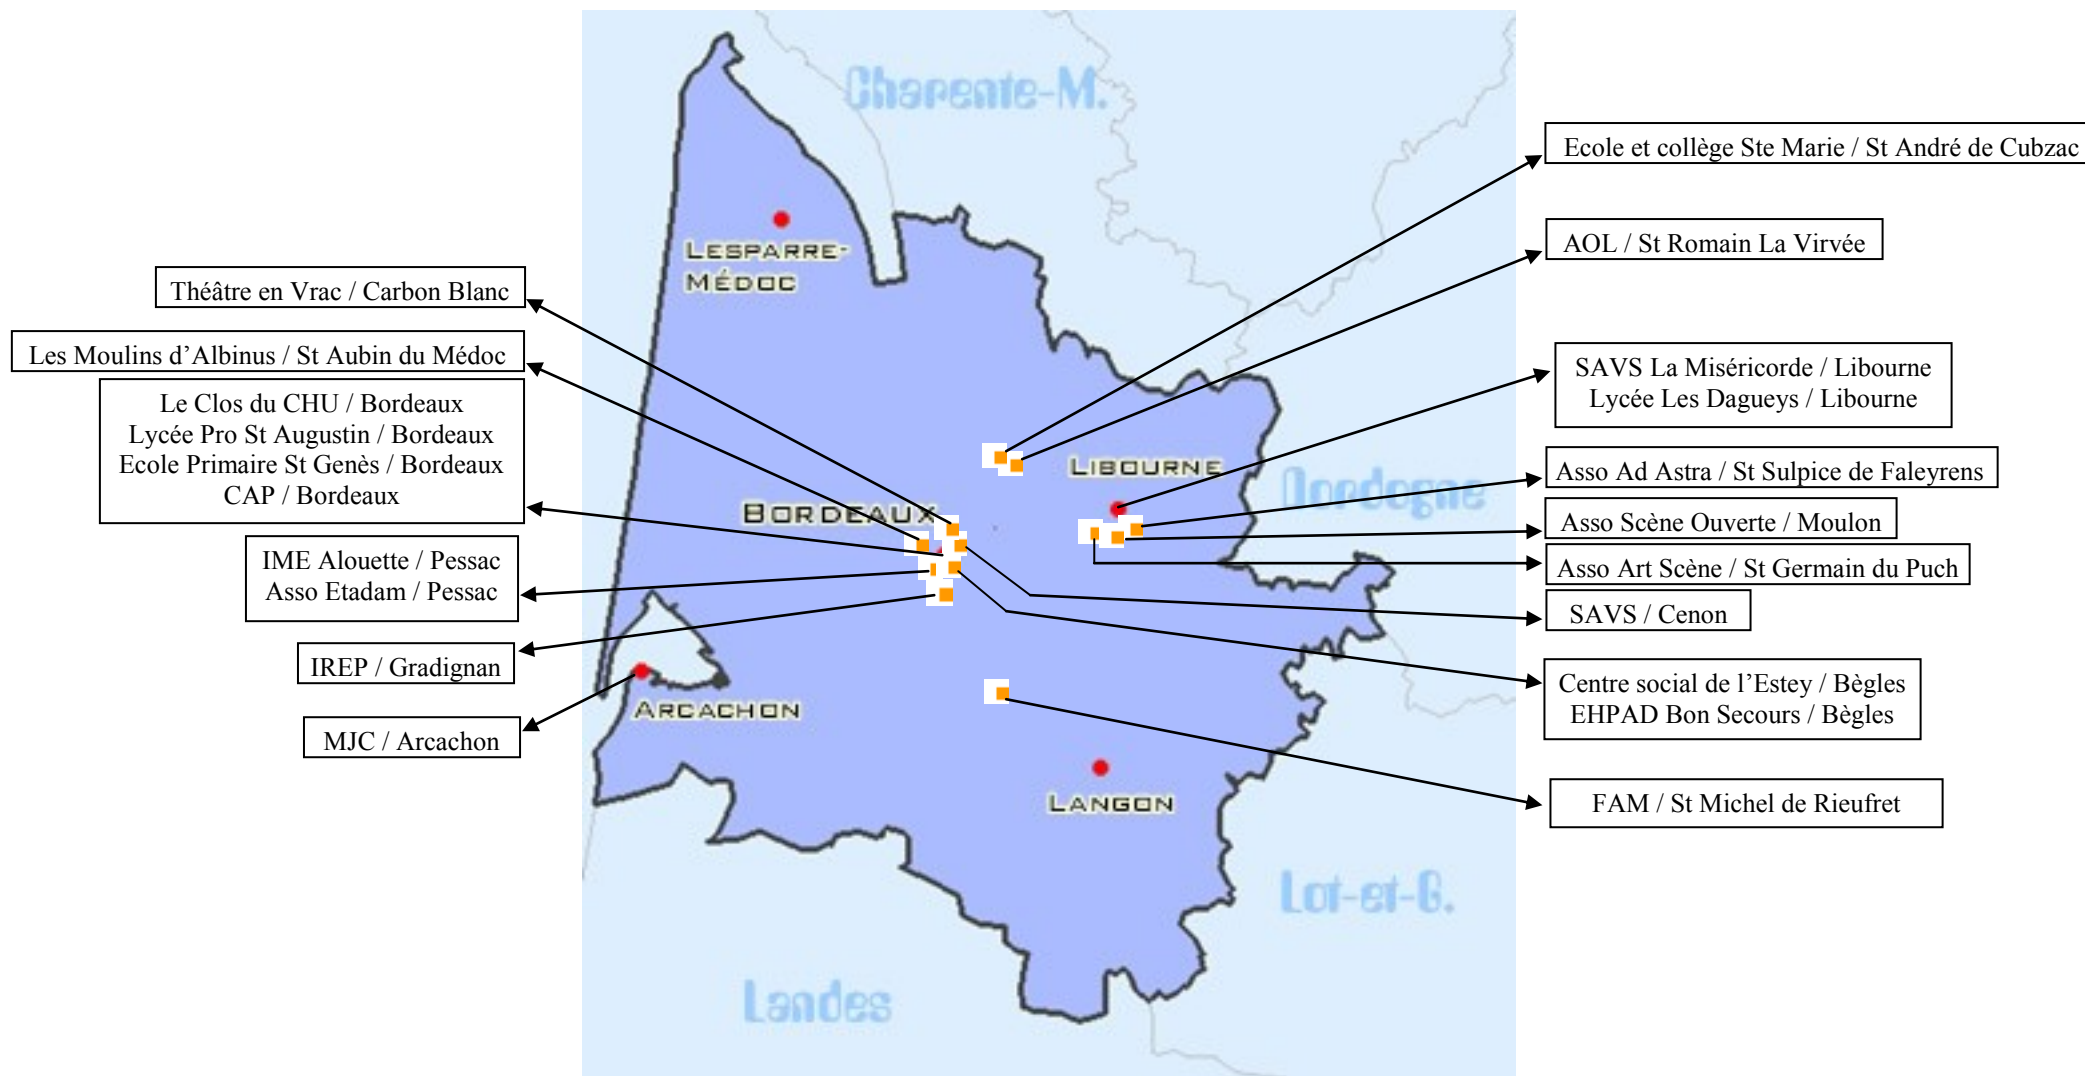 Charente-M.
Ecole et collège Ste Marie / St André de Cubzac
AOL / St Romain La Virvée
LESPARRE-
MÉDOC
Théâtre en Vrac / Carbon Blanc
Les Moulins d’Albinus / St Aubin du Médoc
Le Clos du CHU / Bordeaux
Lycée Pro St Augustin / Bordeaux
Ecole Primaire St Genès / Bordeaux
CAP / Bordeaux
SAVS La Miséricorde / Libourne
Lycée Les Dagueys / Libourne
LIBOURNE
Asso Ad Astra / St Sulpice de Faleyrens
Dordogne
BORDEAUX
Asso Scène Ouverte / Moulon
IME Alouette / Pessac
Asso Etadam / Pessac
Asso Art Scène / St Germain du Puch
SAVS / Cenon
IREP / Gradignan
Centre social de l’Estey / Bègles
EHPAD Bon Secours / Bègles
ARCACHON
MJC / Arcachon
LANGON
FAM / St Michel de Rieufret
Lot-et-G.
Landes